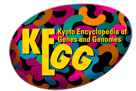 KEGG
Kyoto Encyclopedia of
Genes and Genomes